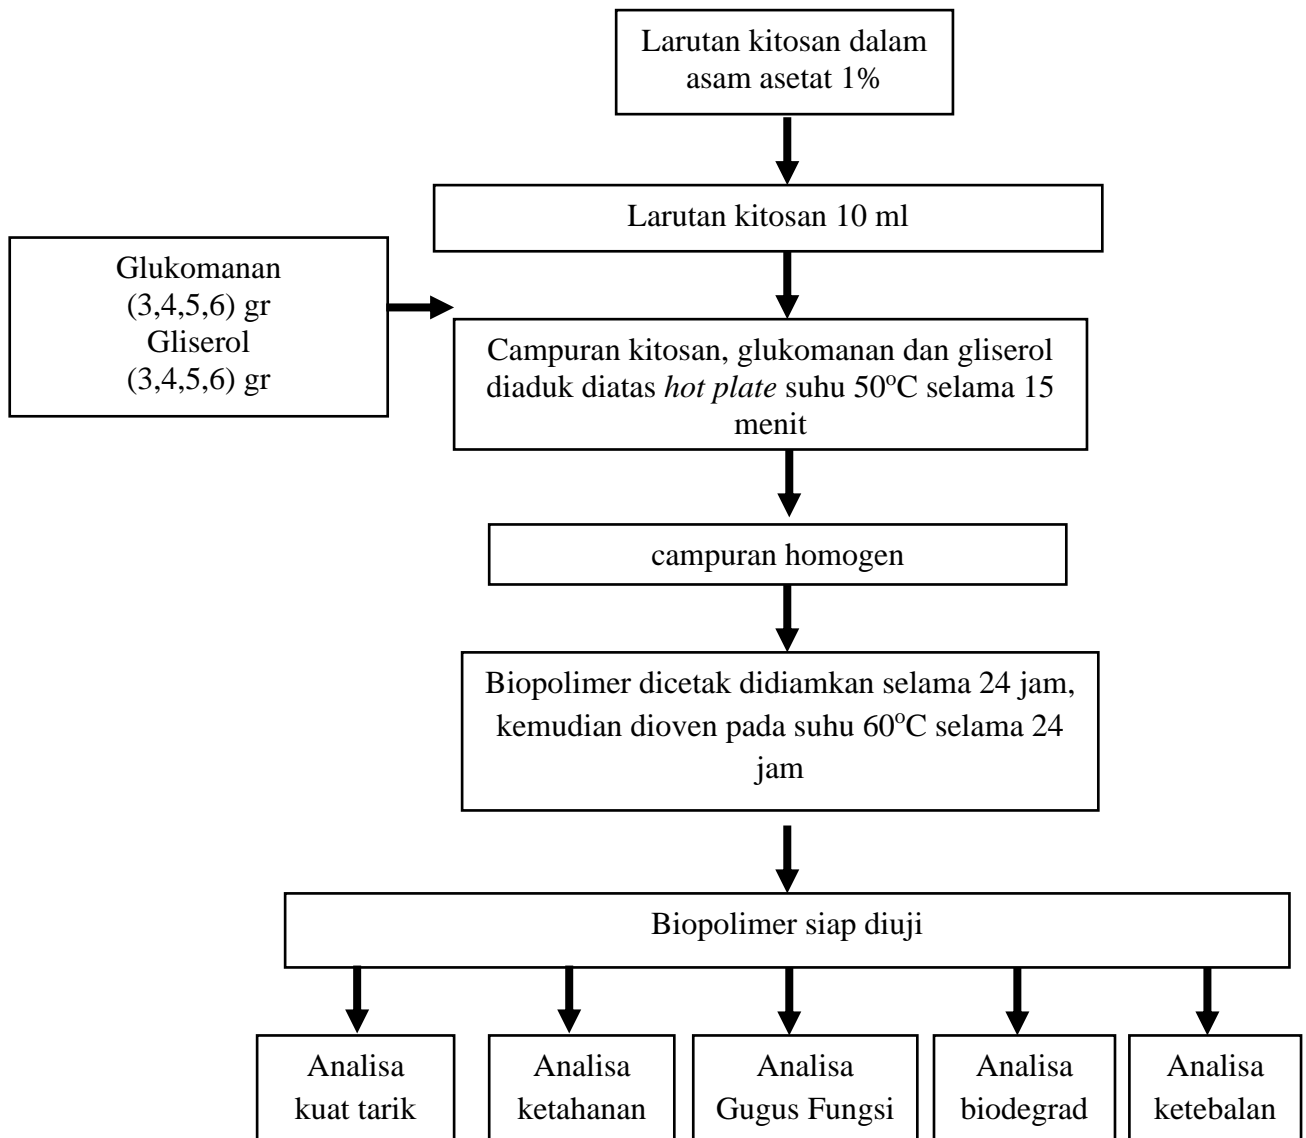 Larutan kitosan dalam
asam asetat 1%
Larutan kitosan 10 ml
Glukomanan
(3,4,5,6) gr
Gliserol
(3,4,5,6) gr
Campuran kitosan, glukomanan dan gliserol
diaduk diatas hot plate suhu 50°C selama 15
menit
campuran homogen
Biopolimer dicetak didiamkan selama 24 jam,
kemudian dioven pada suhu 60°C selama 24
jam
Biopolimer siap diuji
Analisa
kuat tarik
Analisa
ketahanan
Analisa
Gugus Fungsi
Analisa
biodegrad
Analisa
ketebalan